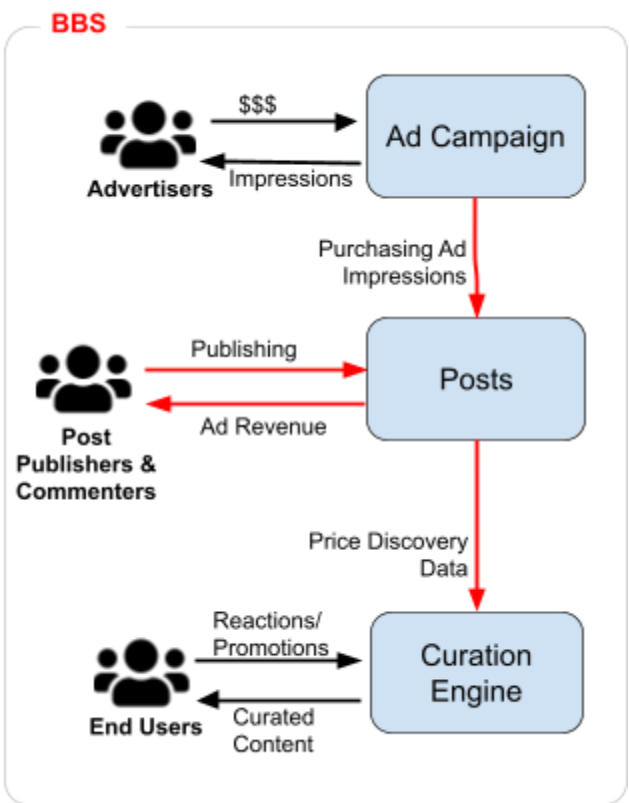 BBS
$$$
Ad Campaign
Impressions
Advertisers
Purchasing Ad
Impressions
Publishing
Posts
Ad Revenue
Post
Publishers &
Commenters
Price Discovery
Data
Reactions/
Promotions
Curation
Engine
End Users
Curated
Content